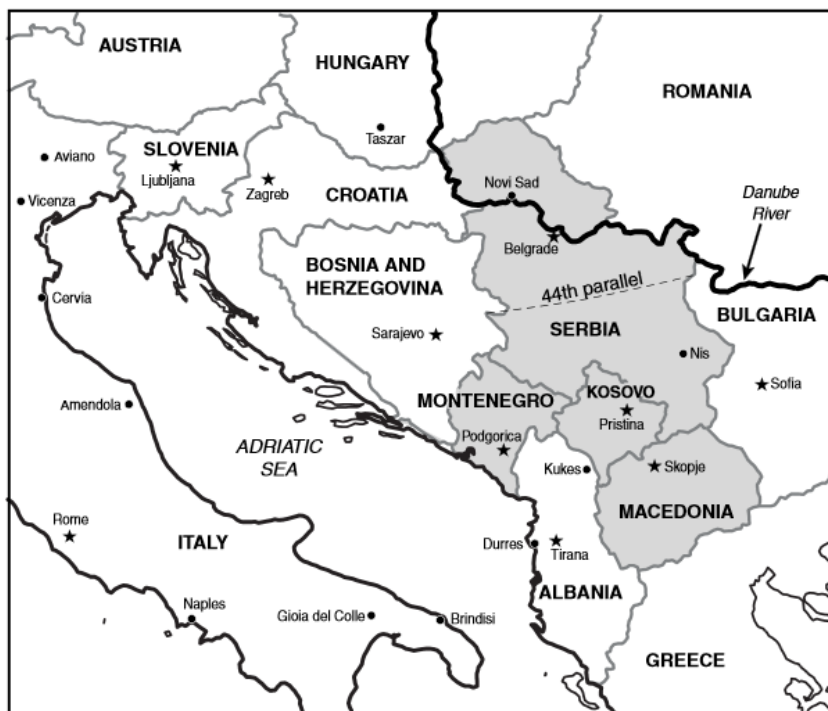 AUSTRIA
HUNGARY
ROMANIA
Taszar
SLOVENIA
Aviano
Ljubljana
Zagreb
CROATIA
Novi Sad
Vicenza
Danube
River
Belgrade
BOSNIA AND
HERZEGOVINA
44th parallel
Cervia
BULGARIA
Sarajevo
SERBIA
Nis
Sofia
KOSOVO
MONTENEGRO
Amendola
Pristina
Podgorica
ADRIATIC
SEA
Kukes
Skopje
MACEDONIA
Rome
ITALY
Durres
Tirana
ALBANIA
Naples
Gioia del Colle
Brindisi
GREECE